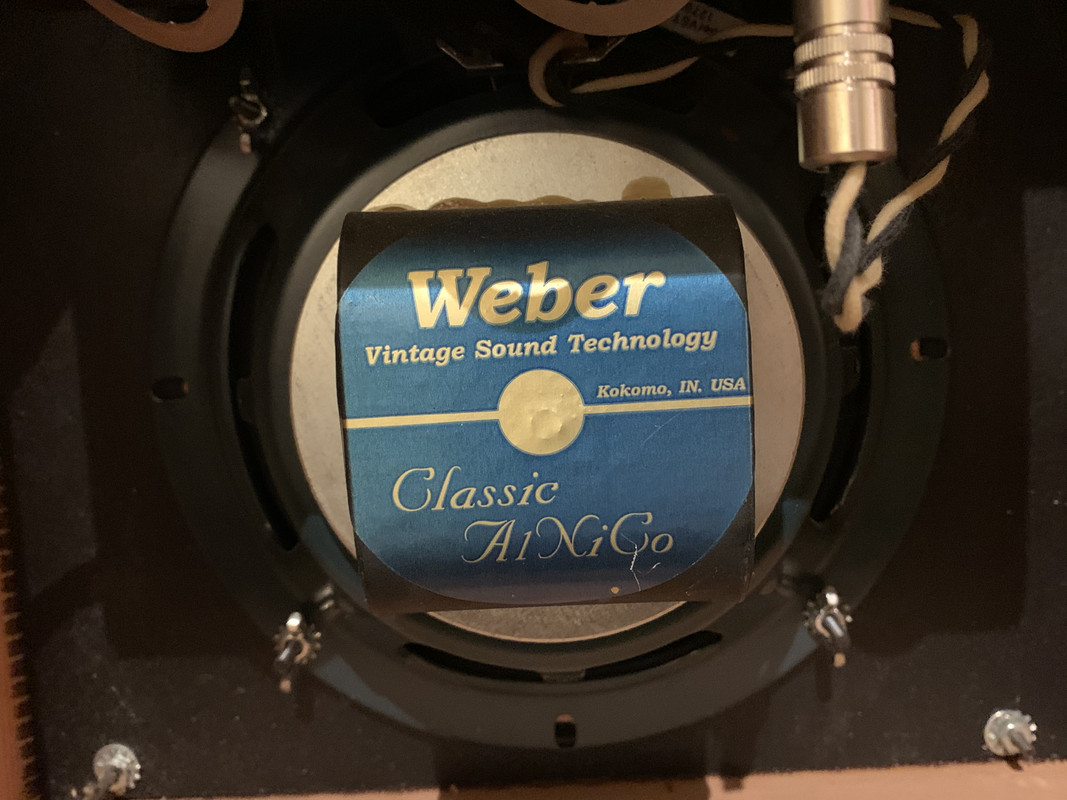 Weber
Vintage Sound Technology
Kokomo, IN. USA
Classic
AlNiCo